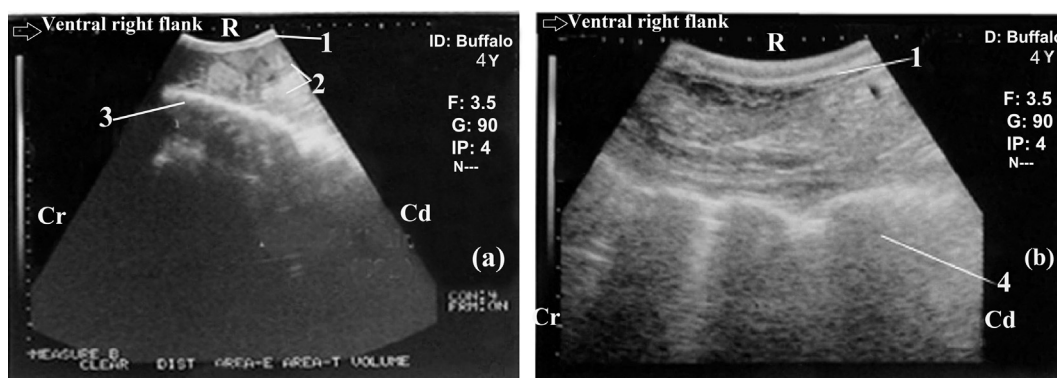 Ventral right flank
R
1
2
3
ID: Buffalo
4Y
F: 3.5
G: 90
IP: 4
N---
Cr
Cd
(a)
CON:4
FRM:ON
MEASURE B
CLEAR DIST AREA-E AREA-T VOLUME
Ventral right flank
R
1
D: Buffalo
4Y
F: 3.5
G: 90
IP: 4
N---
(b)
4
Cr
Cd